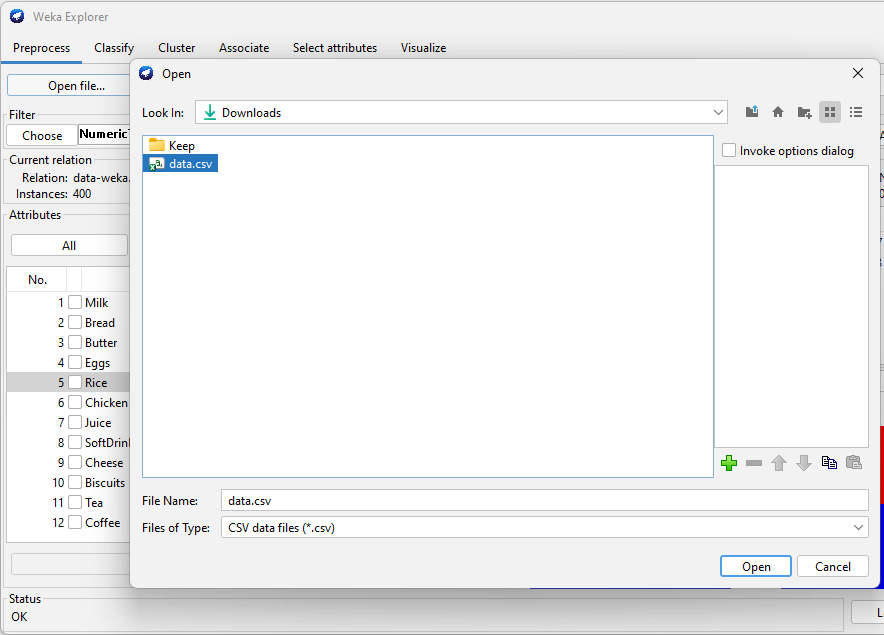 Weka Explorer
Preprocess Classify Cluster Associate Select attributes Visualize
Open file...
Open
Look In: Downloads
Filter
Choose Numeric
Keep
data.csv
Invoke options dialog
Current relation
Relation: data-weka.
Instances: 400
Attributes
All
No.
1 Milk
2 Bread
3 Butter
4 Eggs
5 Rice
6 Chicken
7 Juice
8 SoftDrin
9 Cheese
10 Biscuits
11 Tea
12 Coffee
File Name: data.csv
Files of Type: CSV data files (*.csv)
Open Cancel
Status
OK